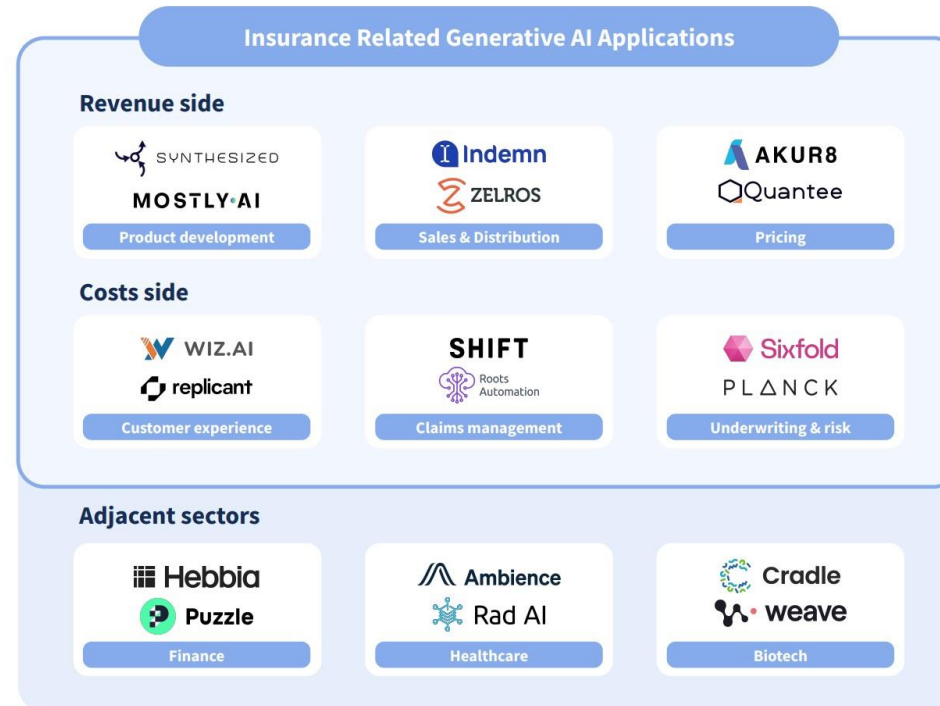 Insurance Related Generative AI Applications
Revenue side
SYNTHESIZED
MOSTLY•AI
Product development
Indemn
ZELROS
Sales & Distribution
AKUR8
Quantee
Pricing
Costs side
WIZ.AI
replicant
Customer experience
SHIFT
Roots
Automation
Claims management
Sixfold
PLANCK
Underwriting & risk
Adjacent sectors
Hebbia
Puzzle
Finance
Ambience
Rad AI
Healthcare
Cradle
weave
Biotech